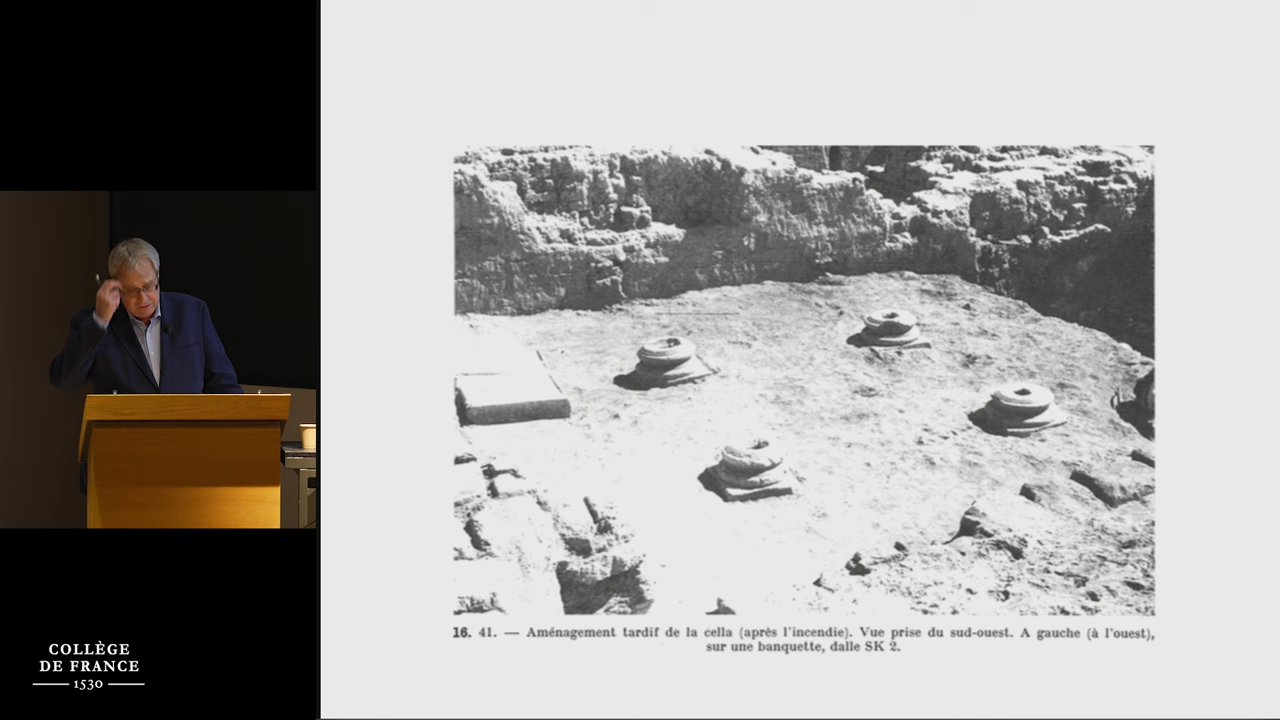 16. 41. — Aménagement tardif de la cella (après l'incendie). Vue prise du sud-ouest. A gauche (à l'ouest),
sur une banquette, dalle SK 2.
COLLÈGE
DE FRANCE
1530